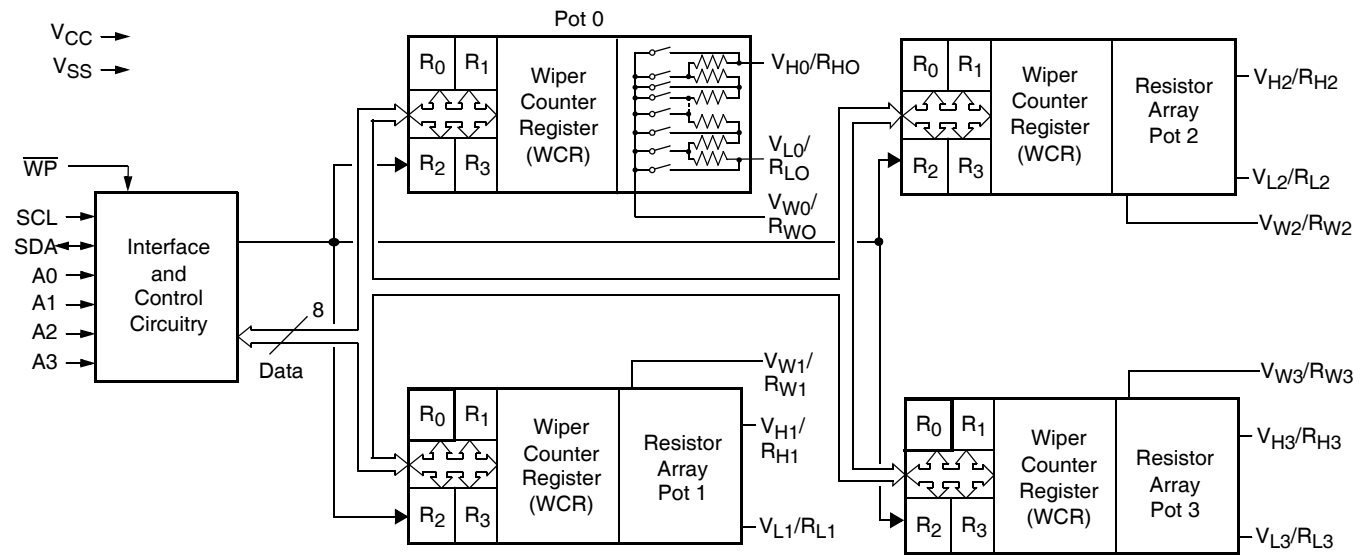 Pot 0
VCC
VSS
WP
SCL
SDA
A0
A1
A2
A3
Interface
and
Control
Circuitry
8
Data
R0 R1
R2 R3
Wiper
Counter
Register
(WCR)
VH0/RHO
VL0/
RLO
VW0/
RWO
R0 R1
R2 R3
Wiper
Counter
Register
(WCR)
Resistor
Array
Pot 2
VH2/RH2
VL2/RL2
VW2/RW2
R0 R1
R2 R3
Wiper
Counter
Register
(WCR)
Resistor
Array
Pot 1
VW1/
RW1
VH1/
RH1
VL1/RL1
R0 R1
R2 R3
Wiper
Counter
Register
(WCR)
Resistor
Array
Pot 3
VW3/RW3
VH3/RH3
VL3/RL3